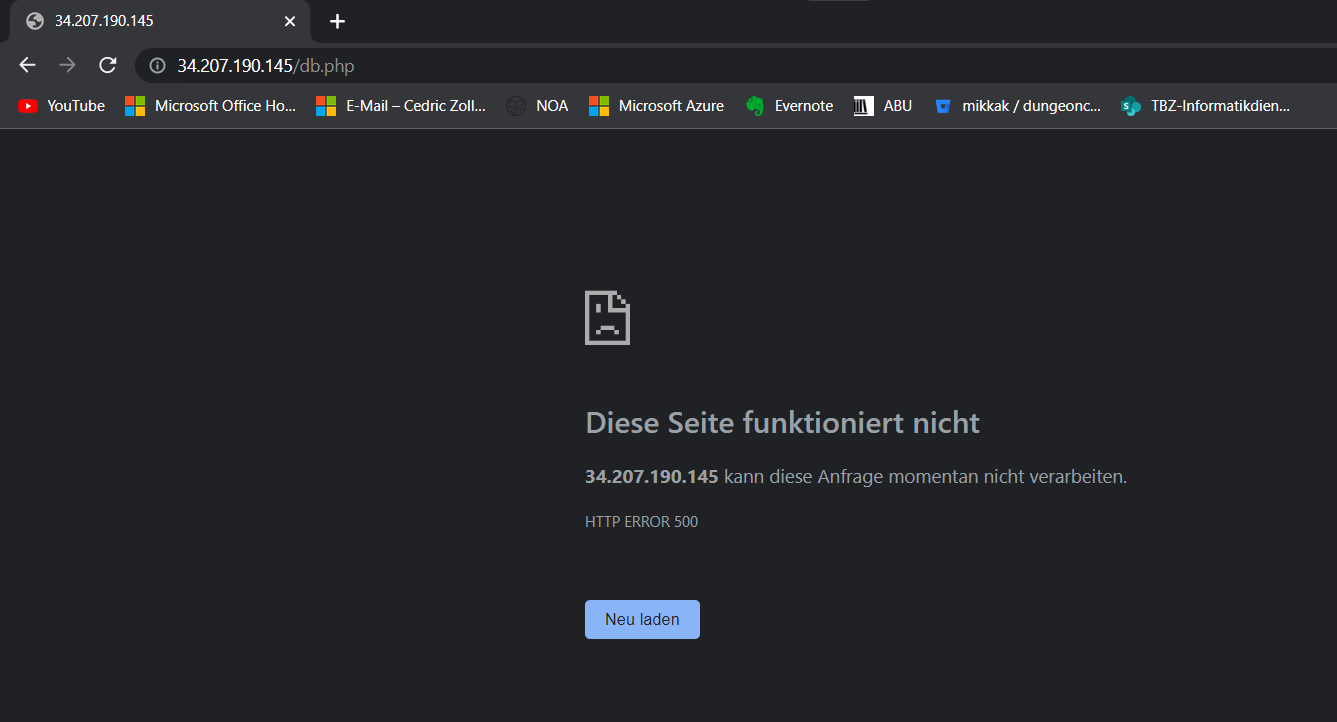 34.207.190.145
34.207.190.145/db.php
YouTube Microsoft Office Ho... E-Mail – Cedric Zoll... NOA Microsoft Azure Evernote ABU mikkak / dungeonc... TBZ-Informatikdien...
Diese Seite funktioniert nicht
34.207.190.145 kann diese Anfrage momentan nicht verarbeiten.
HTTP ERROR 500
Neu laden